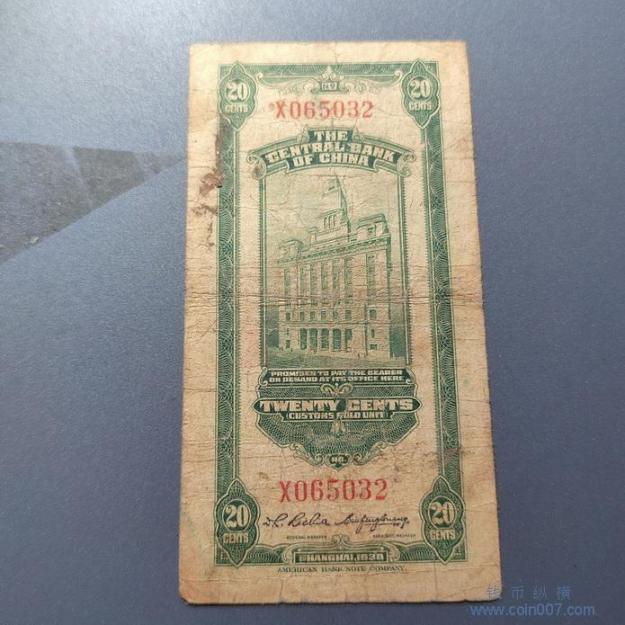 20 CENTS
20 CENTS
X065032
THE
CENTRAL BANK
OF CHINA
PROMISES TO PAY THE BEARER
ON DEMAND AT ITS OFFICE HERE
TWENTY CENTS
(CUSTOMS GOLD UNIT)
NO.
X065032
20 CENTS
20 CENTS
SHANGHAI, 1930
AMERICAN BANK NOTE COMPANY
钱币纵横
www.coin007.com